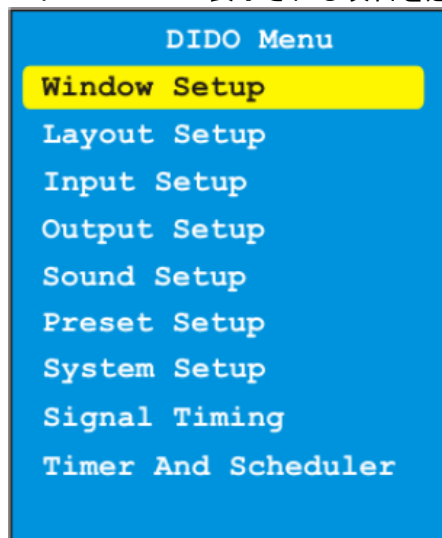 DIDO Menu
Window Setup
Layout Setup
Input Setup
Output Setup
Sound Setup
Preset Setup
System Setup
Signal Timing
Timer And Scheduler